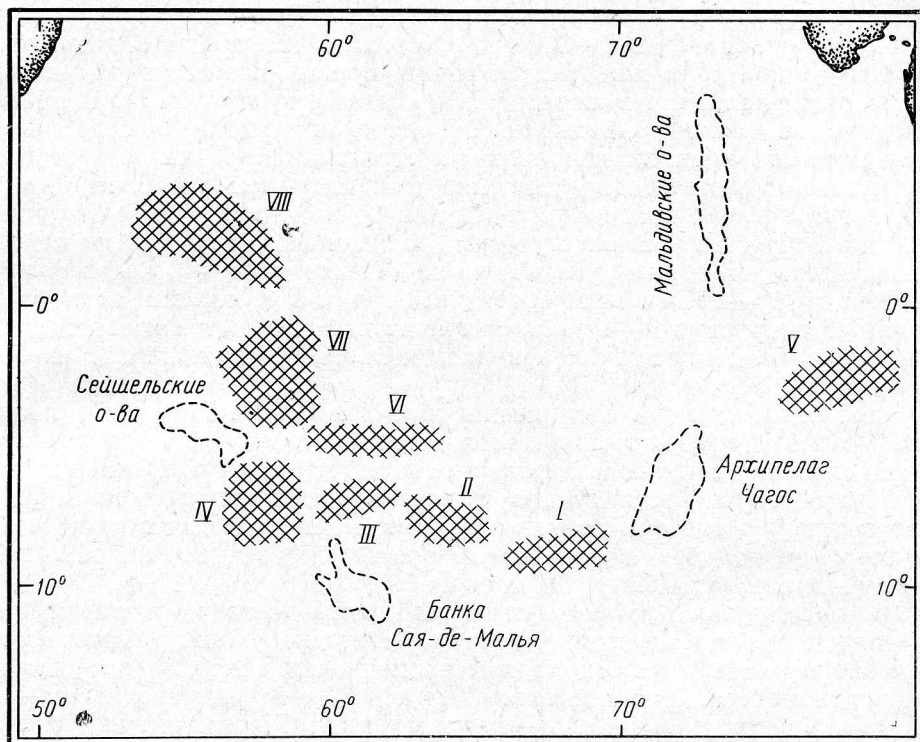 60°
70°
Мальдивские о-ва
VIII
0°
0°
VII
V
Сейшельские
о-ва
VI
Архипелаг
Чагос
II
IV
I
III
10°
10°
Банка
Сая-де-Малья
50°
60°
70°